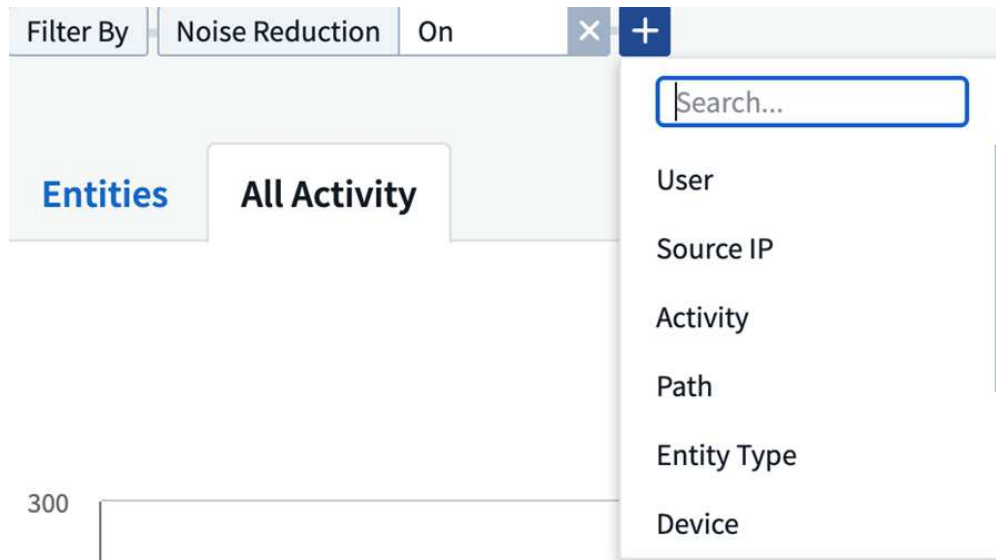 Filter By Noise Reduction On × +
Search...
User
Entities All Activity
Source IP
Activity
Path
Entity Type
300
Device